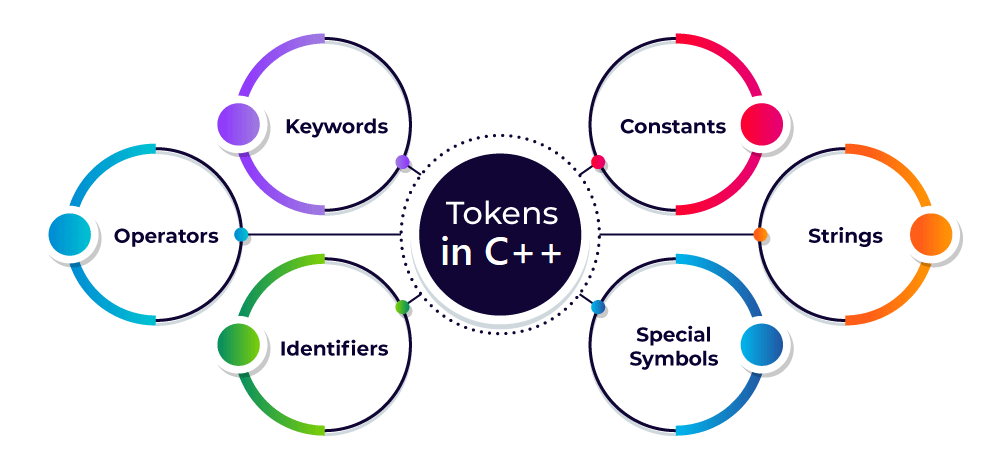 Keywords
Constants
Tokens
in C++
Operators
Strings
Identifiers
Special
Symbols